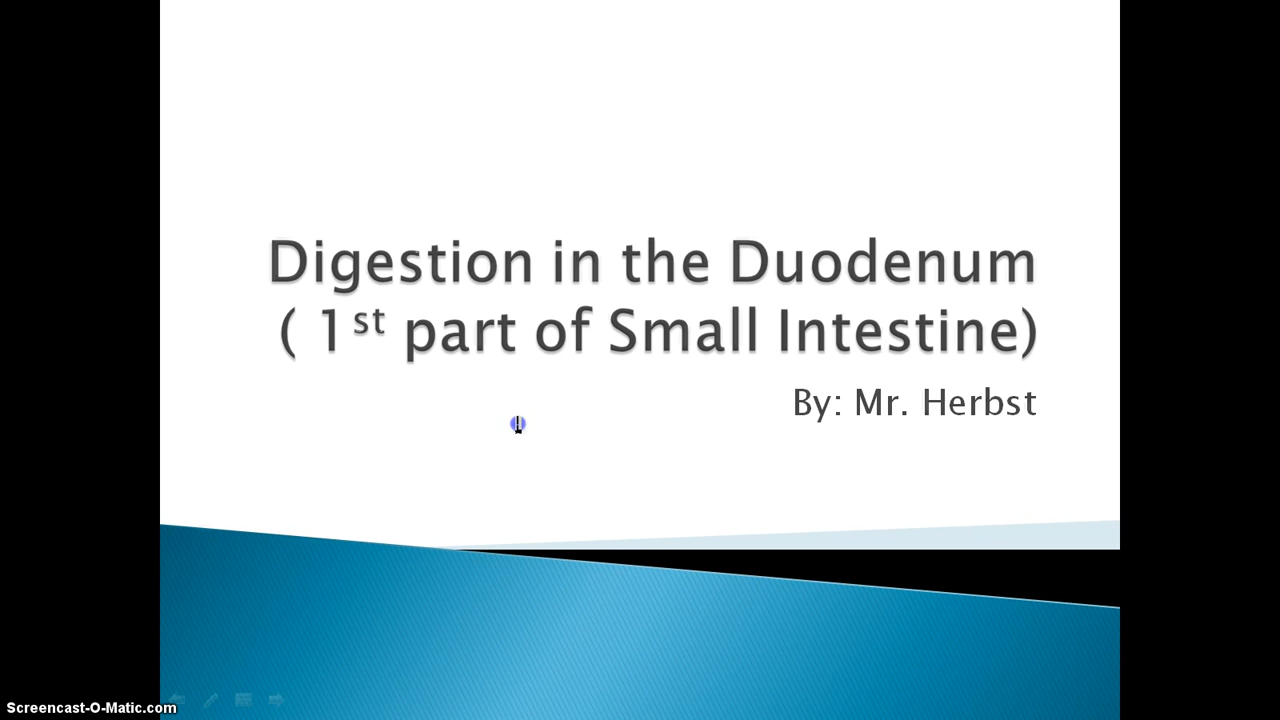 Digestion in the Duodenum
( 1st part of Small Intestine)
By: Mr. Herbst
Screencast-O-Matic.com